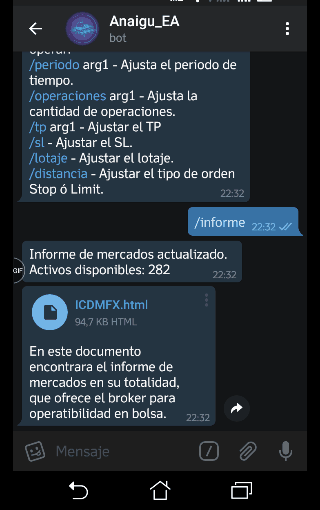 Anaigu_EA
bot
operar.
/periodo arg1 - Ajusta el periodo de
tiempo.
/operaciones arg1 - Ajusta la
cantidad de operaciones.
/tp arg1 - Ajustar el TP
/sl - Ajustar el SL.
/lotaje - Ajustar el lotaje.
/distancia - Ajustar el tipo de orden
Stop ó Limit.
22:32
/informe 22:32
Informe de mercados actualizado.
Activos disponibles: 282
22:32
GIF
ICDMFX.html
94,7 KB HTML
En este documento
encontrara el informe de
mercados en su totalidad,
que ofrece el broker para
operatibilidad en bolsa.
22:32
Mensaje